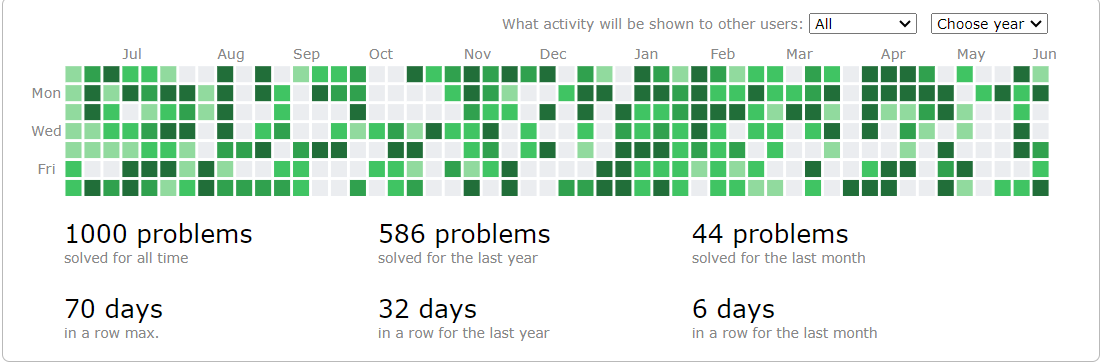 What activity will be shown to other users: All Choose year
Jul Aug Sep Oct Nov Dec Jan Feb Mar Apr May Jun
Mon
Wed
Fri
1000 problems 586 problems 44 problems
solved for all time solved for the last year solved for the last month
70 days 32 days 6 days
in a row max. in a row for the last year in a row for the last month